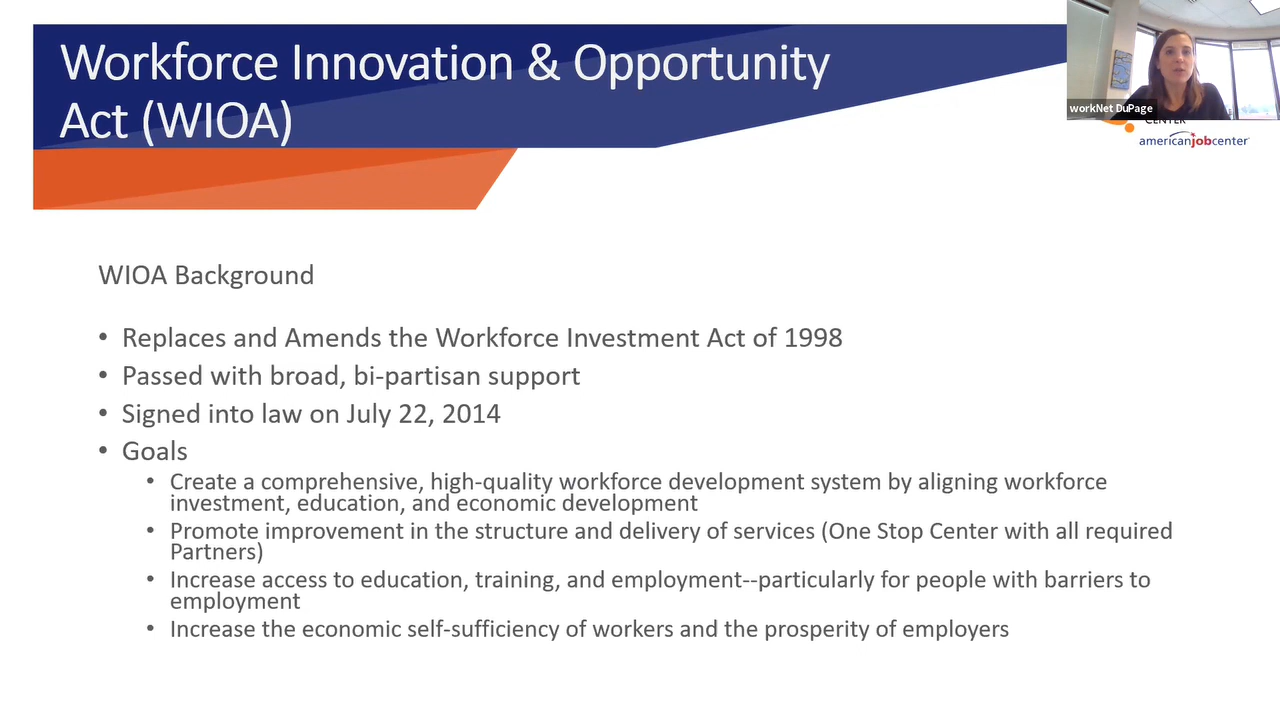 Workforce Innovation & Opportunity
Act (WIOA)
workNet DuPage
CENTER
americanjobcenter
WIOA Background
• Replaces and Amends the Workforce Investment Act of 1998
• Passed with broad, bi-partisan support
• Signed into law on July 22, 2014
• Goals
• Create a comprehensive, high-quality workforce development system by aligning workforce
investment, education, and economic development
• Promote improvement in the structure and delivery of services (One Stop Center with all required
Partners)
• Increase access to education, training, and employment--particularly for people with barriers to
employment
• Increase the economic self-sufficiency of workers and the prosperity of employers